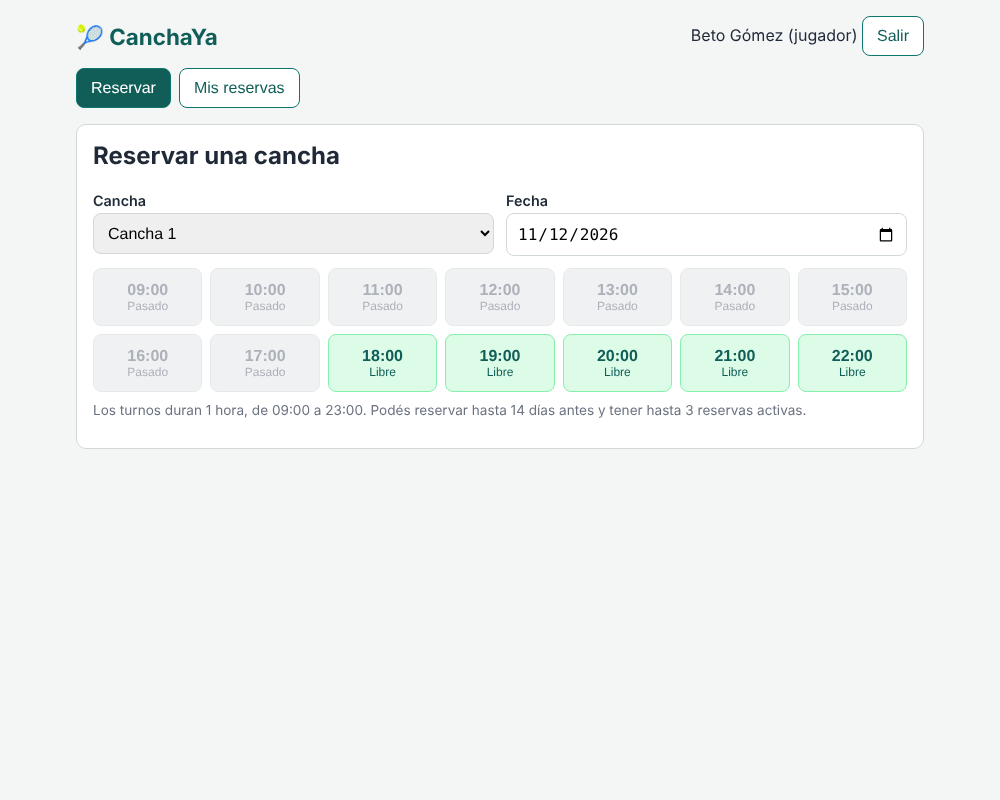 CanchaYa
Beto Gómez (jugador) Salir
Reservar Mis reservas
Reservar una cancha
Cancha Fecha
Cancha 1 11/12/2026
09:00 10:00 11:00 12:00 13:00 14:00 15:00
Pasado Pasado Pasado Pasado Pasado Pasado Pasado
16:00 17:00 18:00 19:00 20:00 21:00 22:00
Pasado Pasado Libre Libre Libre Libre Libre
Los turnos duran 1 hora, de 09:00 a 23:00. Podés reservar hasta 14 días antes y tener hasta 3 reservas activas.